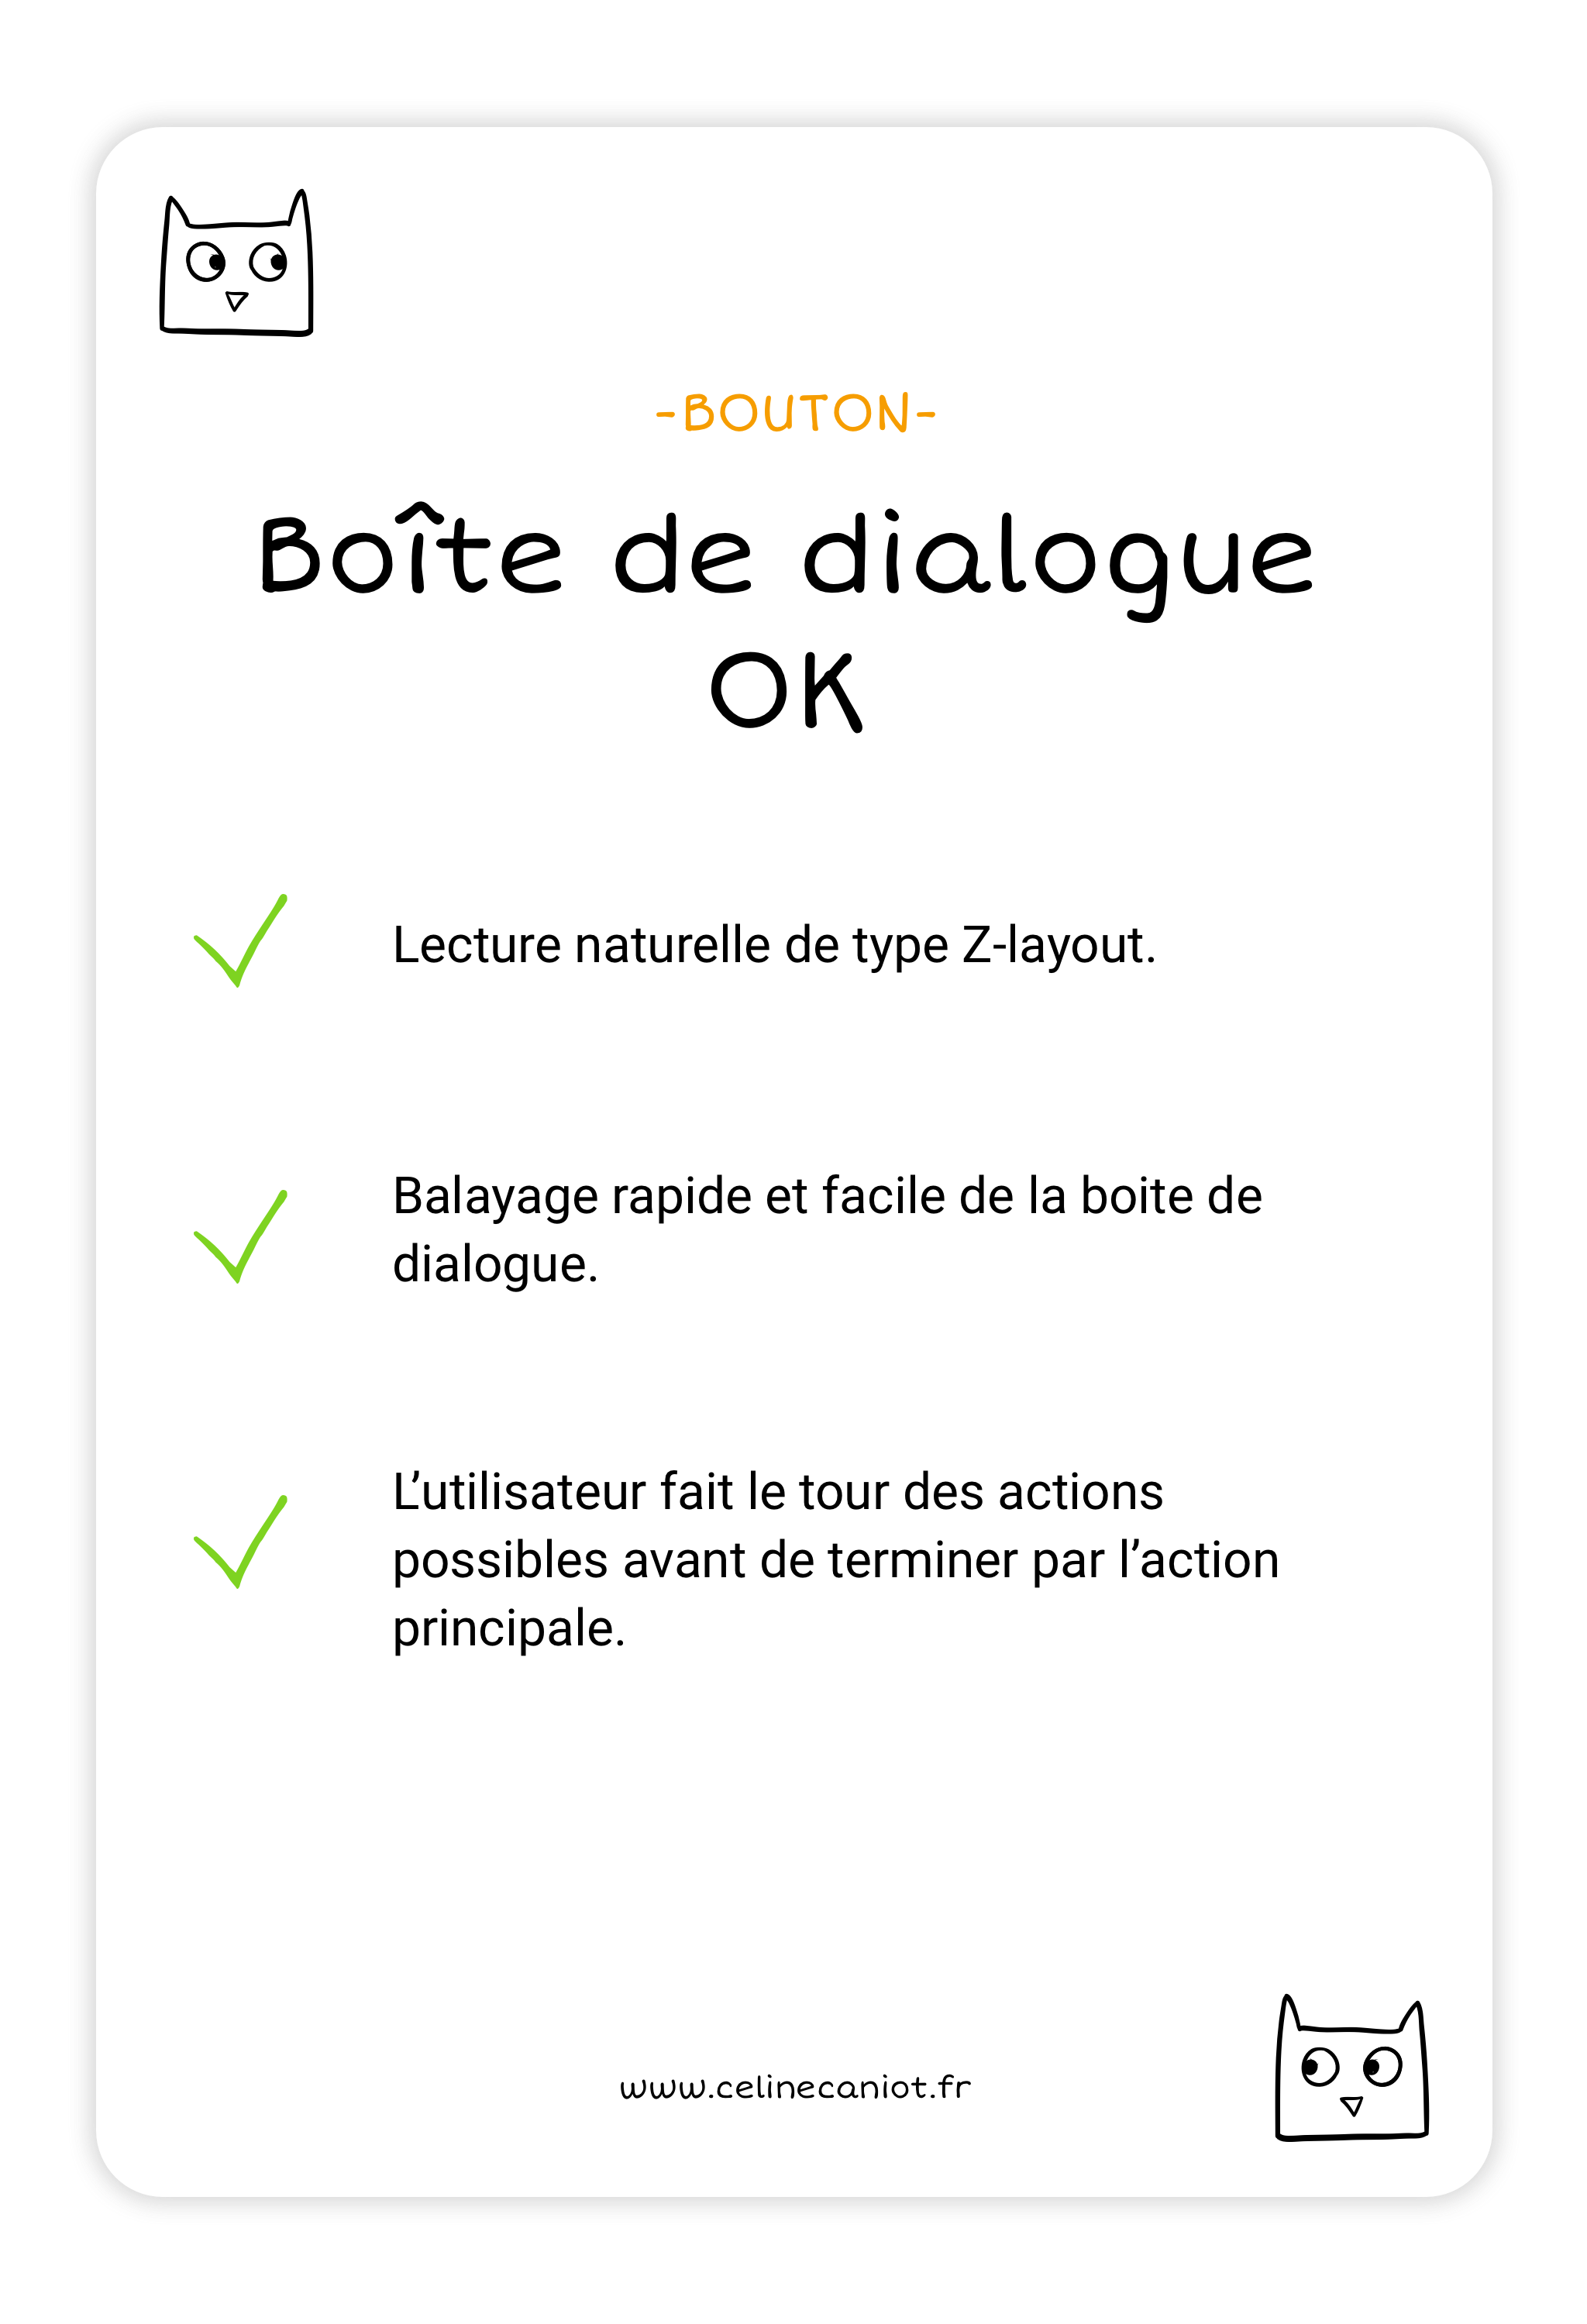 -BOUTON-
Boîte de dialogue
OK
Lecture naturelle de type Z-layout.
Balayage rapide et facile de la boite de
dialogue.
L’utilisateur fait le tour des actions
possibles avant de terminer par l’action
principale.
www.celinecaniot.fr